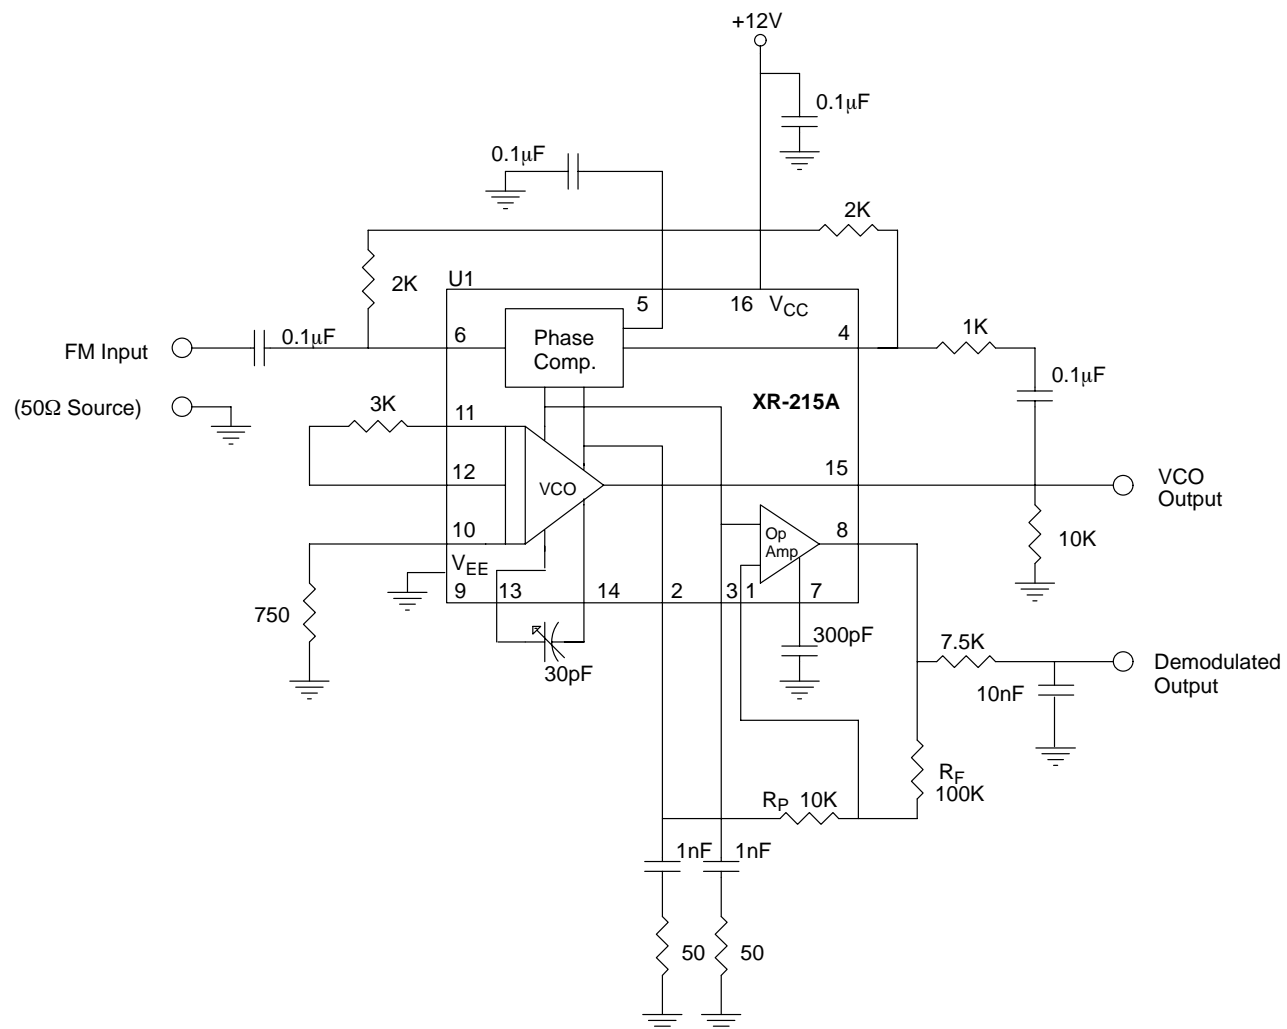 +12V
0.1µF
0.1µF
2K
2K
U1
5
16
VCC
6
Phase
Comp.
4
1K
0.1µF
FM Input
0.1µF
(50Ω Source)
3K
11
XR-215A
12
VCO
15
VCO
Output
10
Op
Amp
8
10K
VEE
9
13
14
2
3
1
7
750
30pF
300pF
7.5K
10nF
Demodulated
Output
RF
100K
RP 10K
1nF
1nF
50
50